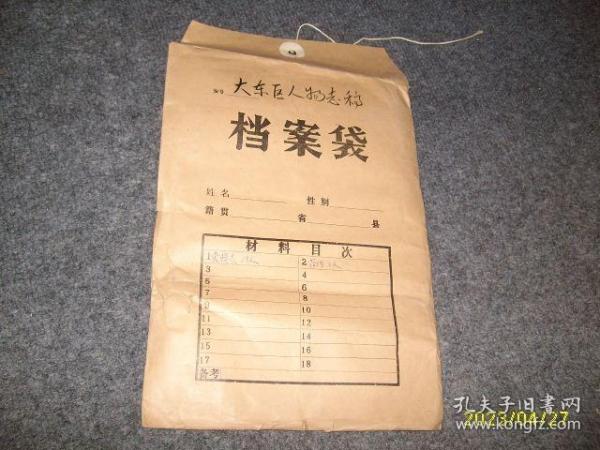 大东区人物志稿
档案袋
姓名 性别
籍贯 省 县
材料目次
1 2
3 4
5 6
7 8
9 10
11 12
13 14
15 16
17 18
备考
2023/04/27
孔夫子旧书网
www.kongfz.com